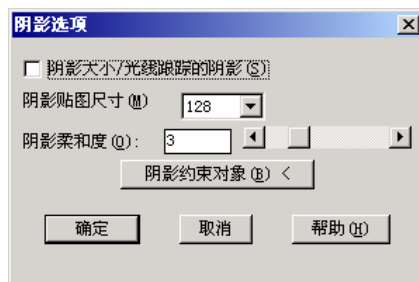 阴影选项
阴影大小/光线跟踪的阴影(S)
阴影贴图尺寸(M) 128
阴影柔和度(O): 3
阴影约束对象(B) <
确定 取消 帮助(H)